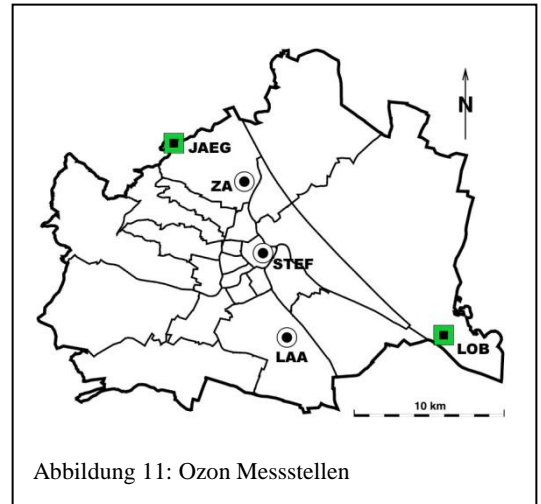 N
JAEG
ZA
STEF
LAA
LOB
10 km
Abbildung 11: Ozon Messstellen